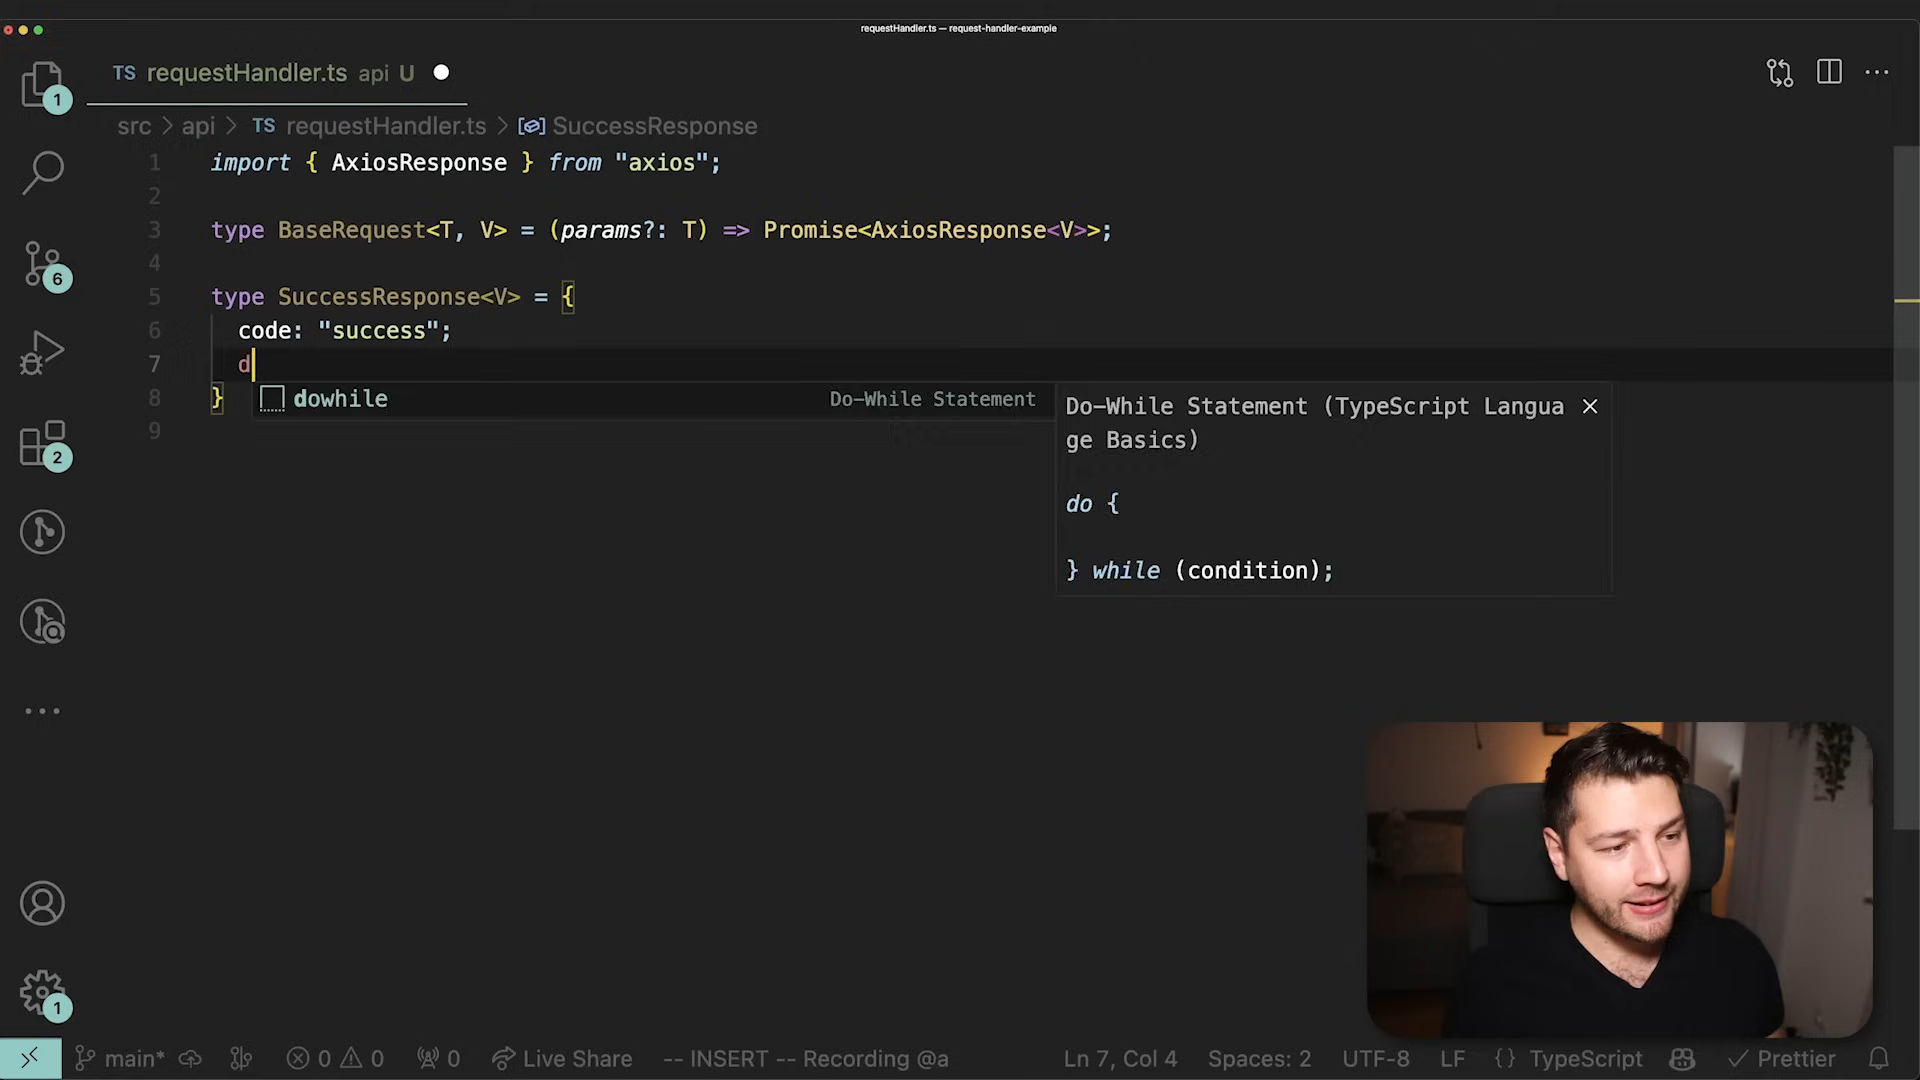 requestHandler.ts — request-handler-example
TS requestHandler.ts api U
1
src > api > TS requestHandler.ts > SuccessResponse
1 import { AxiosResponse } from "axios";
2
3 type BaseRequest<T, V> = (params?: T) => Promise<AxiosResponse<V>>;
4
6
5 type SuccessResponse<V> = {
6 code: "success";
7 d
8 }
dowhile Do-While Statement
Do-While Statement (TypeScript Langua
ge Basics)
9
2
do {
} while (condition);
1
main* 0 0 0 Live Share -- INSERT -- Recording @a Ln 7, Col 4 Spaces: 2 UTF-8 LF {} TypeScript Prettier